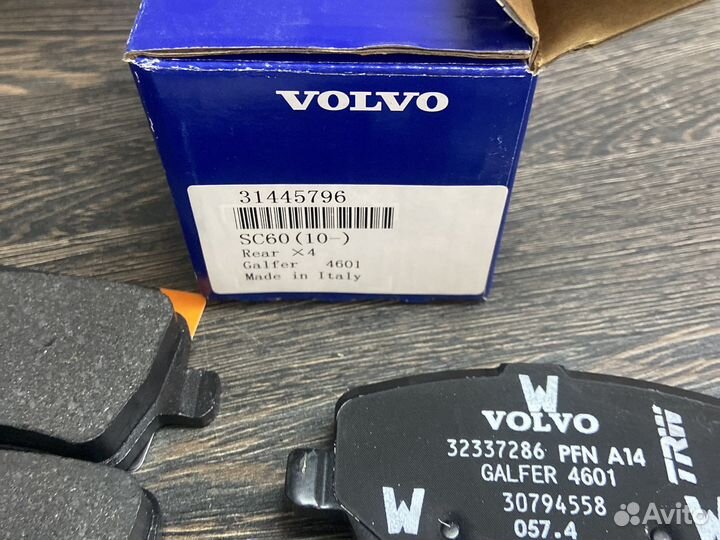 VOLVO
31445796
SC60(10-)
Rear ×4
Galfer 4601
Made in Italy
W
VOLVO
32337286 PFN A14
GALFER 4601
30794558
057.4
W
TRW
Avito